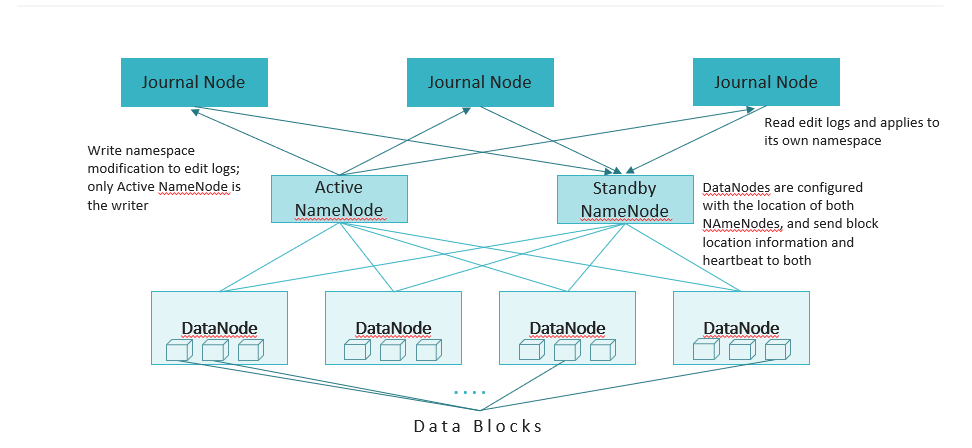 Journal Node
Journal Node
Journal Node
Read edit logs and applies to
its own namespace
Write namespace
modification to edit logs;
only Active NameNode is
the writer
Active
NameNode
Standby
NameNode
DataNodes are configured
with the location of both
NAmeNodes, and send block
location information and
heartbeat to both
DataNode
DataNode
DataNode
DataNode
....
Data Blocks